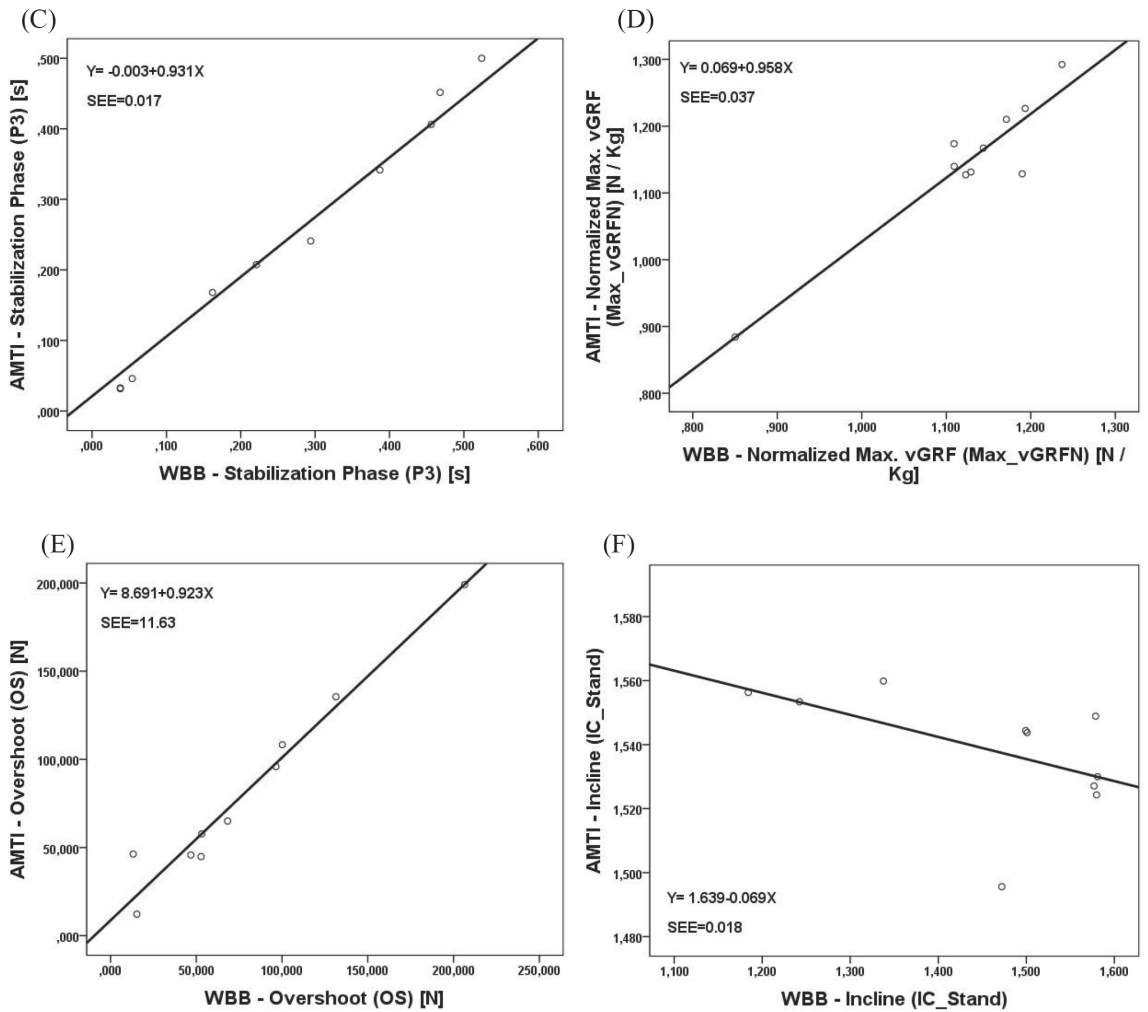 (C)
Y= -0.003+0.931X
SEE=0.017
AMTI - Stabilization Phase (P3) [s]
,500
,400
,300
,200
,100
,000
,000 ,100 ,200 ,300 ,400 ,500 ,600
WBB - Stabilization Phase (P3) [s]
(D)
Y= 0.069+0.958X
SEE=0.037
AMTI - Normalized Max. vGRF
(Max_vGRFN) [N / Kg]
1,300
1,200
1,100
1,000
,900
,800
,800 ,900 1,000 1,100 1,200 1,300
WBB - Normalized Max. vGRF (Max_vGRFN) [N /
Kg]
(E)
Y= 8.691+0.923X
SEE=11.63
AMTI - Overshoot (OS) [N]
200,000
150,000
100,000
50,000
,000
,000 50,000 100,000 150,000 200,000 250,000
WBB - Overshoot (OS) [N]
(F)
Y= 1.639-0.069X
SEE=0.018
AMTI - Incline (IC_Stand)
1,580
1,560
1,540
1,520
1,500
1,480
1,100 1,200 1,300 1,400 1,500 1,600
WBB - Incline (IC_Stand)